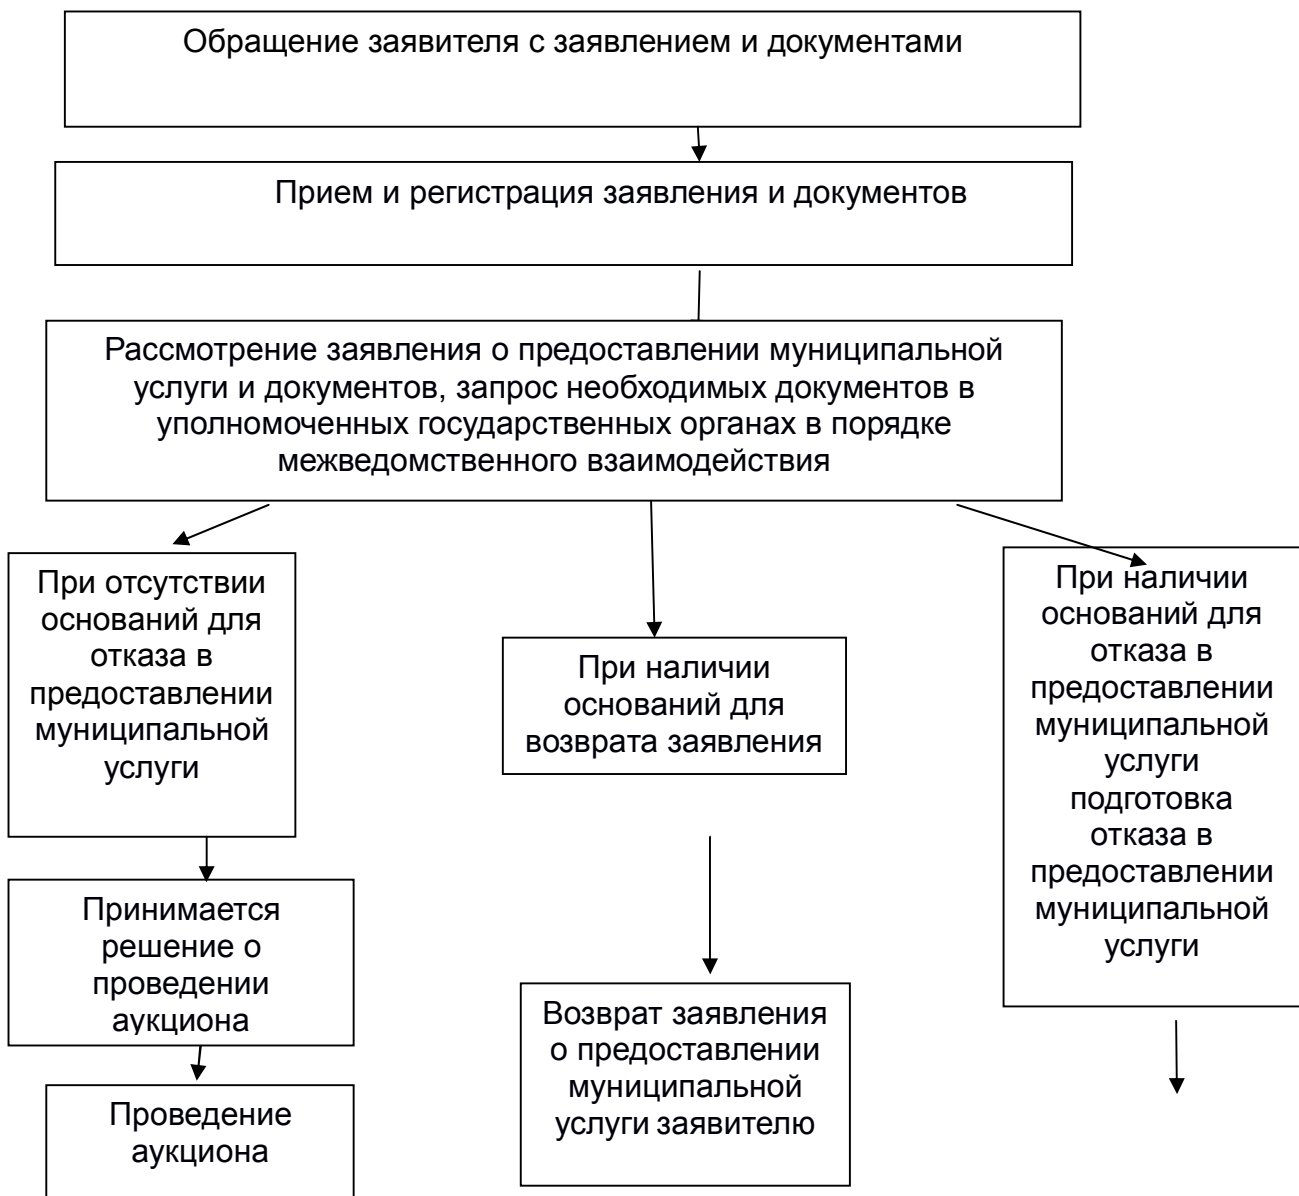 Обращение заявителя с заявлением и документами
Прием и регистрация заявления и документов
Рассмотрение заявления о предоставлении муниципальной
услуги и документов, запрос необходимых документов в
уполномоченных государственных органах в порядке
межведомственного взаимодействия
При отсутствии
оснований для
отказа в
предоставлении
муниципальной
услуги
При наличии
оснований для
возврата заявления
При наличии
оснований для
отказа в
предоставлении
муниципальной
услуги
подготовка
отказа в
предоставлении
муниципальной
услуги
Принимается
решение о
проведении
аукциона
Возврат заявления
о предоставлении
муниципальной
услуги заявителю
Проведение
аукциона